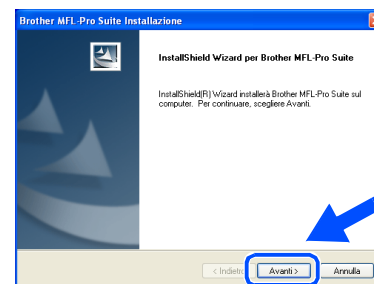 Brother MFL-Pro Suite Installazione
InstallShield Wizard per Brother MFL-Pro Suite
InstallShield(R) Wizard installerà Brother MFL-Pro Suite sul
computer. Per continuare, scegliere Avanti.
< Indietro Avanti > Annulla